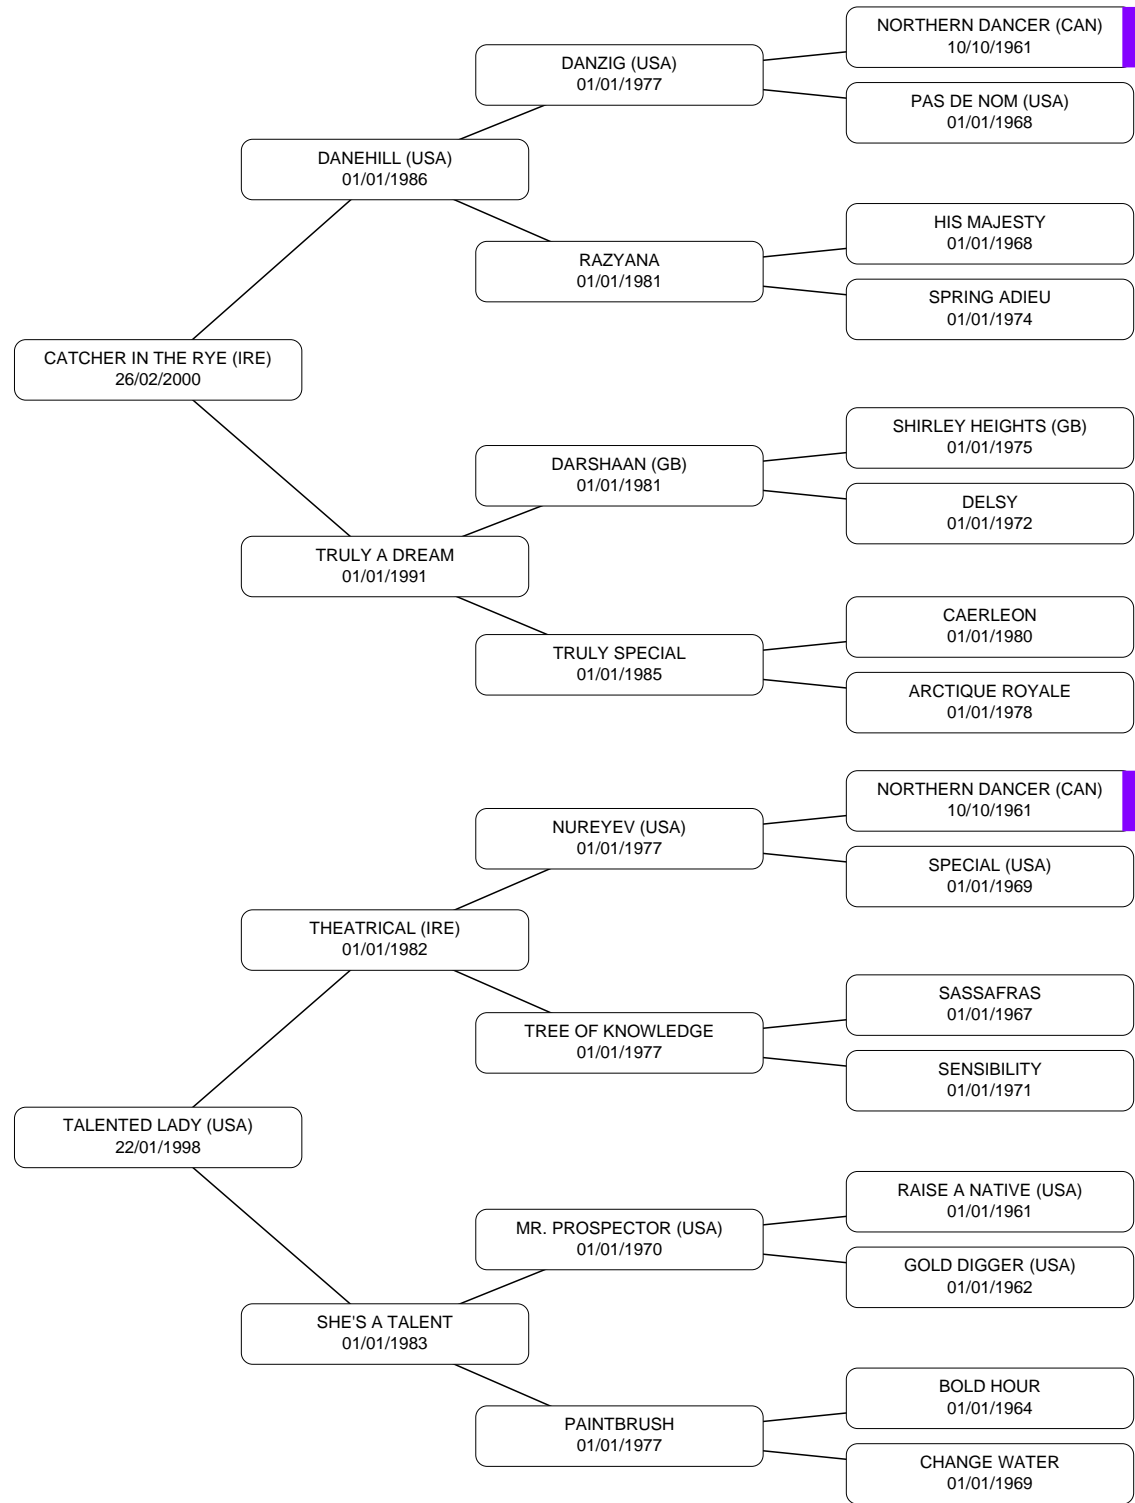 NORTHERN DANCER (CAN)
10/10/1961
DANZIG (USA)
01/01/1977
PAS DE NOM (USA)
01/01/1968
DANEHILL (USA)
01/01/1986
HIS MAJESTY
01/01/1968
RAZYANA
01/01/1981
SPRING ADIEU
01/01/1974
CATCHER IN THE RYE (IRE)
26/02/2000
SHIRLEY HEIGHTS (GB)
01/01/1975
DARSHAAN (GB)
01/01/1981
DELSY
01/01/1972
TRULY A DREAM
01/01/1991
CAERLEON
01/01/1980
TRULY SPECIAL
01/01/1985
ARCTIQUE ROYALE
01/01/1978
NORTHERN DANCER (CAN)
10/10/1961
NUREYEV (USA)
01/01/1977
SPECIAL (USA)
01/01/1969
THEATRICAL (IRE)
01/01/1982
SASSAFRAS
01/01/1967
TREE OF KNOWLEDGE
01/01/1977
SENSIBILITY
01/01/1971
TALENTED LADY (USA)
22/01/1998
RAISE A NATIVE (USA)
01/01/1961
MR. PROSPECTOR (USA)
01/01/1970
GOLD DIGGER (USA)
01/01/1962
SHE'S A TALENT
01/01/1983
BOLD HOUR
01/01/1964
PAINTBRUSH
01/01/1977
CHANGE WATER
01/01/1969